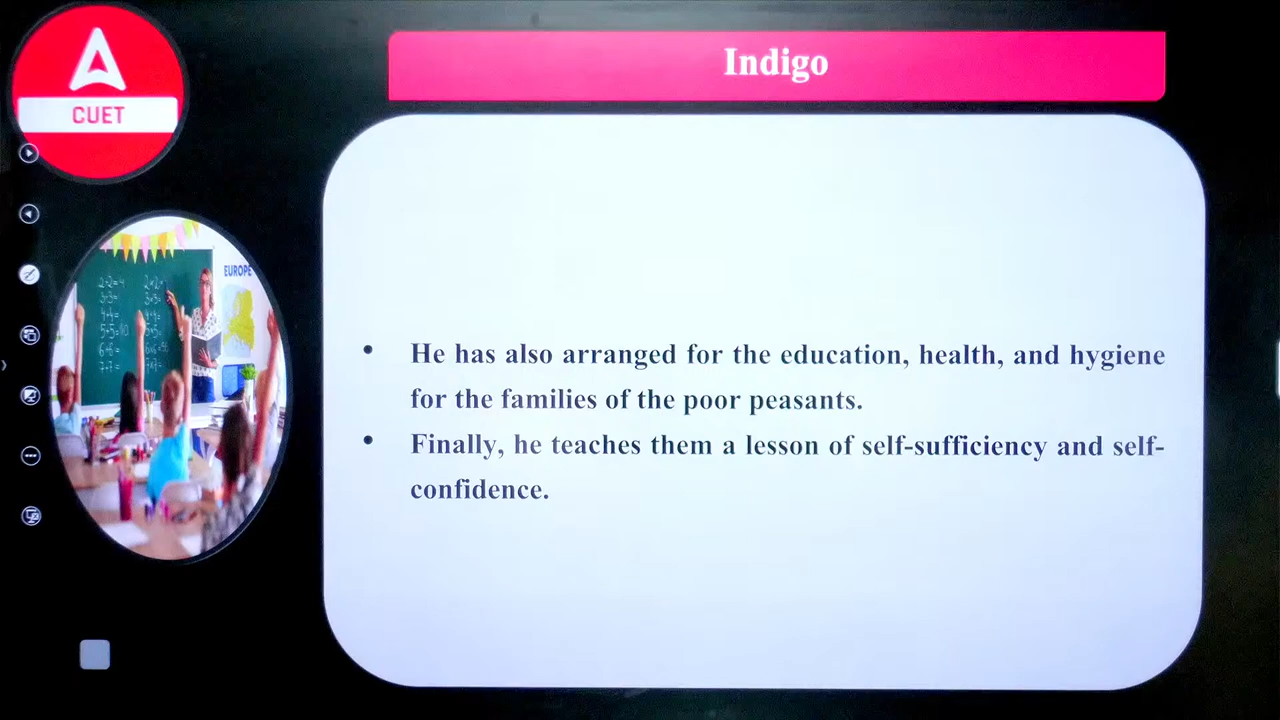 CUET
Indigo
EUROPE
• He has also arranged for the education, health, and hygiene
for the families of the poor peasants.
• Finally, he teaches them a lesson of self-sufficiency and self-
confidence.